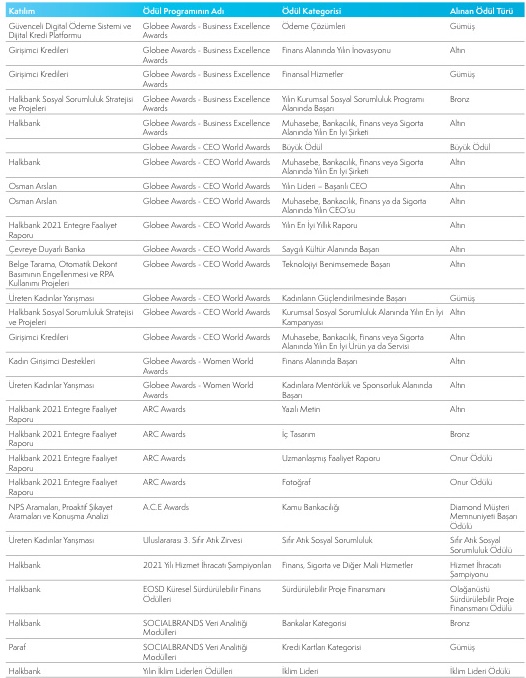 Katılım Ödül Programının Adı Ödül Kategorisi Alınan Ödül Türü
Güvenceli Digital Ödeme Sistemi ve Globee Awards - Business Excellence Ödeme Çözümleri Gümüş
Dijital Kredi Platformu Awards
Girişimci Kredileri Globee Awards - Business Excellence Finans Alanında Yılın İnovasyonu Altın
Awards
Girişimci Kredileri Globee Awards - Business Excellence Finansal Hizmetler Gümüş
Awards
Halkbank Sosyal Sorumluluk Stratejisi Globee Awards - Business Excellence Yılın Kurumsal Sosyal Sorumluluk Programı Bronz
ve Projeleri Awards Alanında Başarı
Halkbank Globee Awards - Business Excellence Muhasebe, Bankacılık, Finans veya Sigorta Altın
Awards Alanında Yılın En İyi Şirketi
Globee Awards - CEO World Awards Büyük Ödül Büyük Ödül
Halkbank Globee Awards - CEO World Awards Muhasebe, Bankacılık, Finans veya Sigorta Altın
Alanında Yılın En İyi Şirketi
Osman Arslan Globee Awards - CEO World Awards Yılın Lideri – Başarılı CEO Altın
Osman Arslan Globee Awards - CEO World Awards Muhasebe, Bankacılık, Finans ya da Sigorta Altın
Alanında Yılın CEO'su
Halkbank 2021 Entegre Faaliyet Globee Awards - CEO World Awards Yılın En İyi Yıllık Raporu Altın
Raporu
Çevreye Duyarlı Banka Globee Awards - CEO World Awards Saygılı Kültür Alanında Başarı Altın
Belge Tarama, Otomatik Dekont Globee Awards - CEO World Awards Teknolojiyi Benimsemede Başarı Altın
Basımının Engellenmesi ve RPA
Kullanımı Projeleri
Üreten Kadınlar Yarışması Globee Awards - CEO World Awards Kadınların Güçlendirilmesinde Başarı Gümüş
Halkbank Sosyal Sorumluluk Stratejisi Globee Awards - CEO World Awards Kurumsal Sosyal Sorumluluk Alanında Yılın En İyi Altın
ve Projeleri Kampanyası
Girişimci Kredileri Globee Awards - CEO World Awards Muhasebe, Bankacılık, Finans veya Sigorta Altın
Alanında Yılın En İyi Ürün ya da Servisi
Kadın Girişimci Destekleri Globee Awards - Women World Finans Alanında Başarı Altın
Awards
Üreten Kadınlar Yarışması Globee Awards - Women World Kadınlara Mentörlük ve Sponsorluk Alanında Altın
Awards Başarı
Halkbank 2021 Entegre Faaliyet ARC Awards Yazılı Metin Altın
Raporu
Halkbank 2021 Entegre Faaliyet ARC Awards İç Tasarım Bronz
Raporu
Halkbank 2021 Entegre Faaliyet ARC Awards Uzmanlaşmış Faaliyet Raporu Onur Ödülü
Raporu
Halkbank 2021 Entegre Faaliyet ARC Awards Fotoğraf Onur Ödülü
Raporu
NPS Aramaları, Proaktif Şikayet A.C.E Awards Kamu Bankacılığı Diamond Müşteri
Aramaları ve Konuşma Analizi Memnuniyeti Başarı
Ödülü
Üreten Kadınlar Yarışması Uluslararası 3. Sıfır Atık Zirvesi Sıfır Atık Sosyal Sorumluluk Sıfır Atık Sosyal
Sorumluluk Ödülü
Halkbank 2021 Yılı Hizmet İhracatı Şampiyonları Finans, Sigorta ve Diğer Mali Hizmetler Hizmet İhracatı
Şampiyonu
Halkbank EOSD Küresel Sürdürülebilir Finans Sürdürülebilir Proje Finansmanı Olağanüstü
Ödülleri Sürdürülebilir Proje
Finansmanı Ödülü
Halkbank SOCIALBRANDS Veri Analitiği Bankalar Kategorisi Bronz
Modülleri
Paraf SOCIALBRANDS Veri Analitiği Kredi Kartları Kategorisi Gümüş
Modülleri
Halkbank Yılın İklim Liderleri Ödülleri İklim Lideri İklim Lideri Ödülü